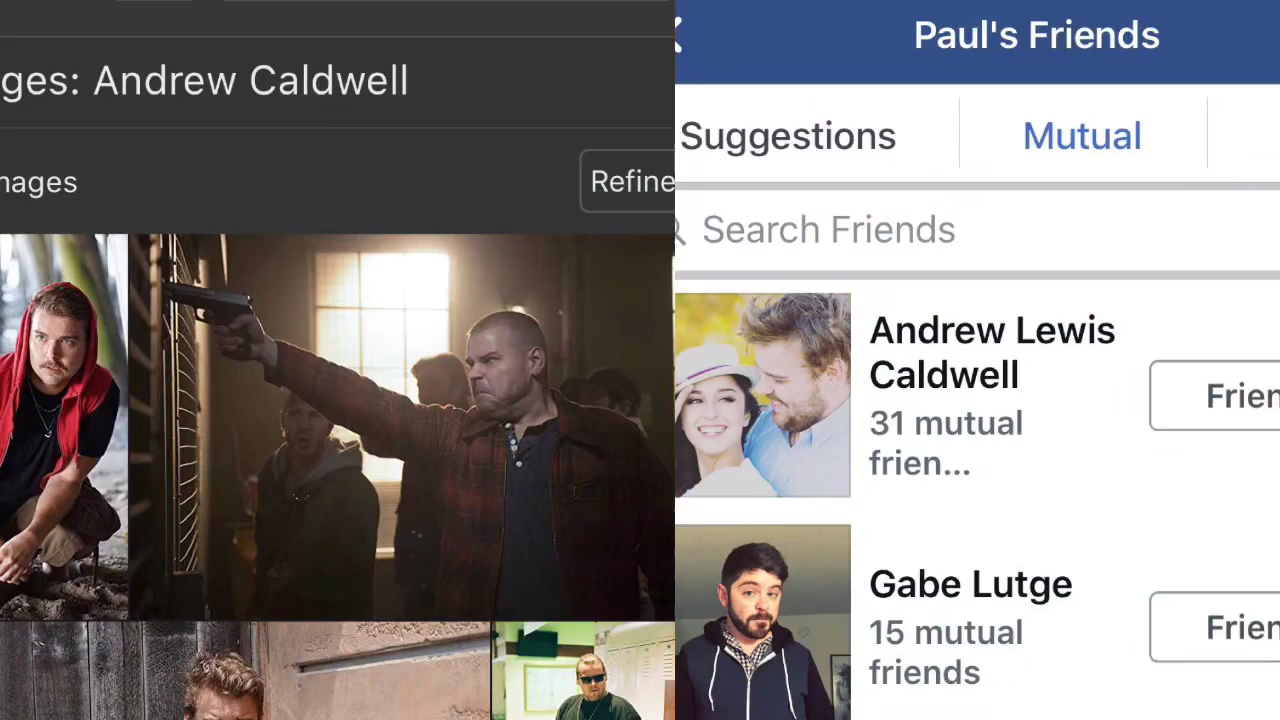 ges: Andrew Caldwell
mages
Refine
Paul's Friends
Suggestions
Mutual
Search Friends
Andrew Lewis
Caldwell
31 mutual
frien...
Frien
Gabe Lutge
15 mutual
friends
Frien